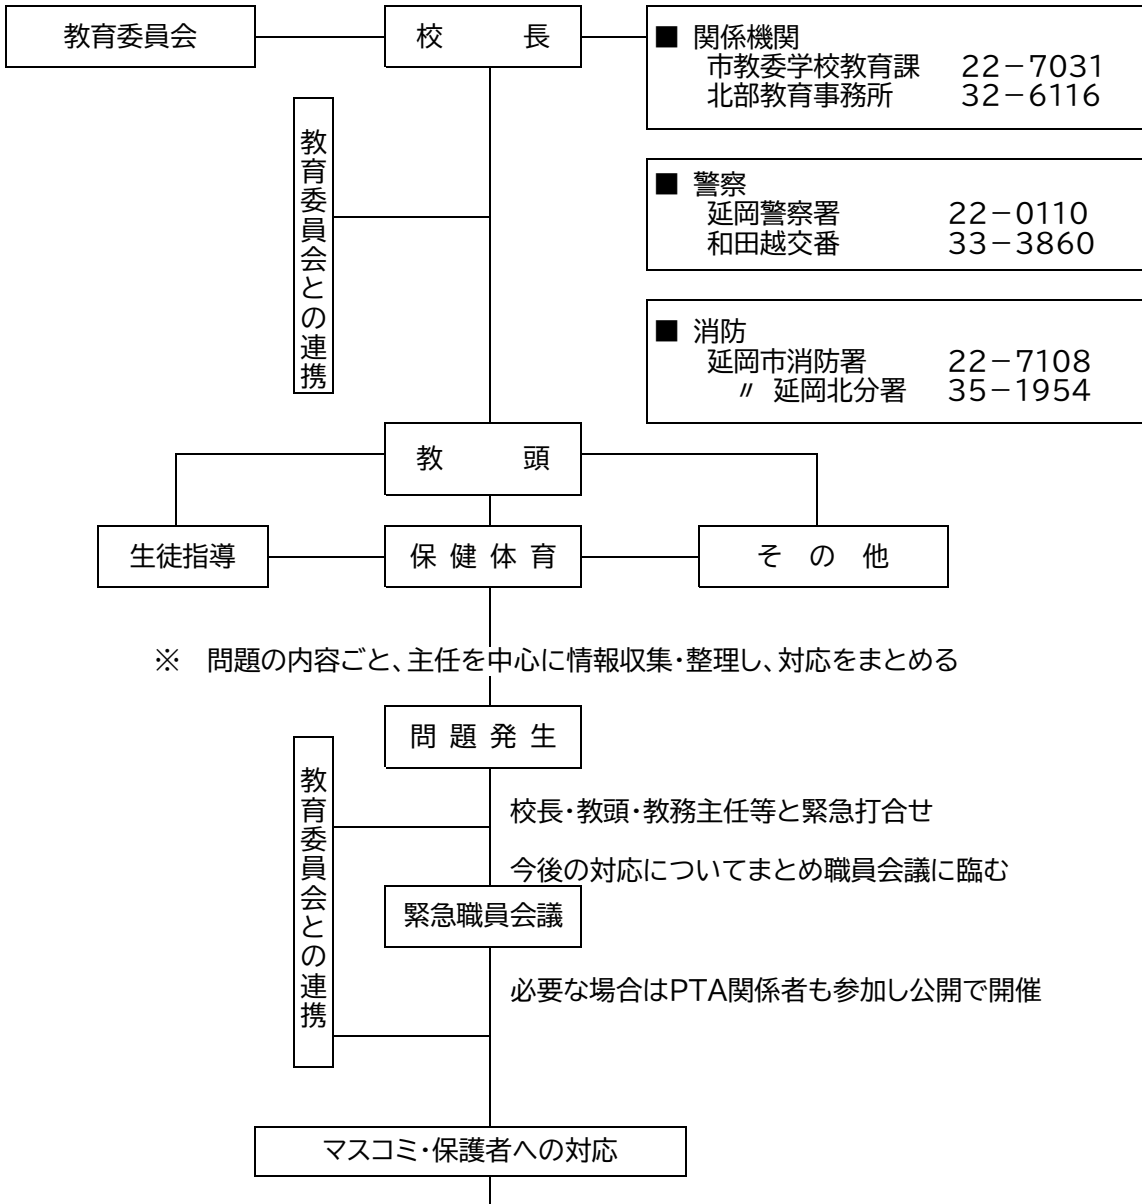 教育委員会
校　　長
■ 関係機関
市教委学校教育課　22－7031
北部教育事務所　32－6116
教育委員会との連携
■ 警察
延岡警察署　22－0110
和田越交番　33－3860
■ 消防
延岡市消防署　22－7108
〃 延岡北分署　35－1954
教　　頭
生徒指導
保 健 体 育
そ の 他
※　問題の内容ごと、主任を中心に情報収集・整理し、対応をまとめる
問 題 発 生
教育委員会との連携
校長・教頭・教務主任等と緊急打合せ
今後の対応についてまとめ職員会議に臨む
緊急職員会議
必要な場合はPTA関係者も参加し公開で開催
マスコミ・保護者への対応